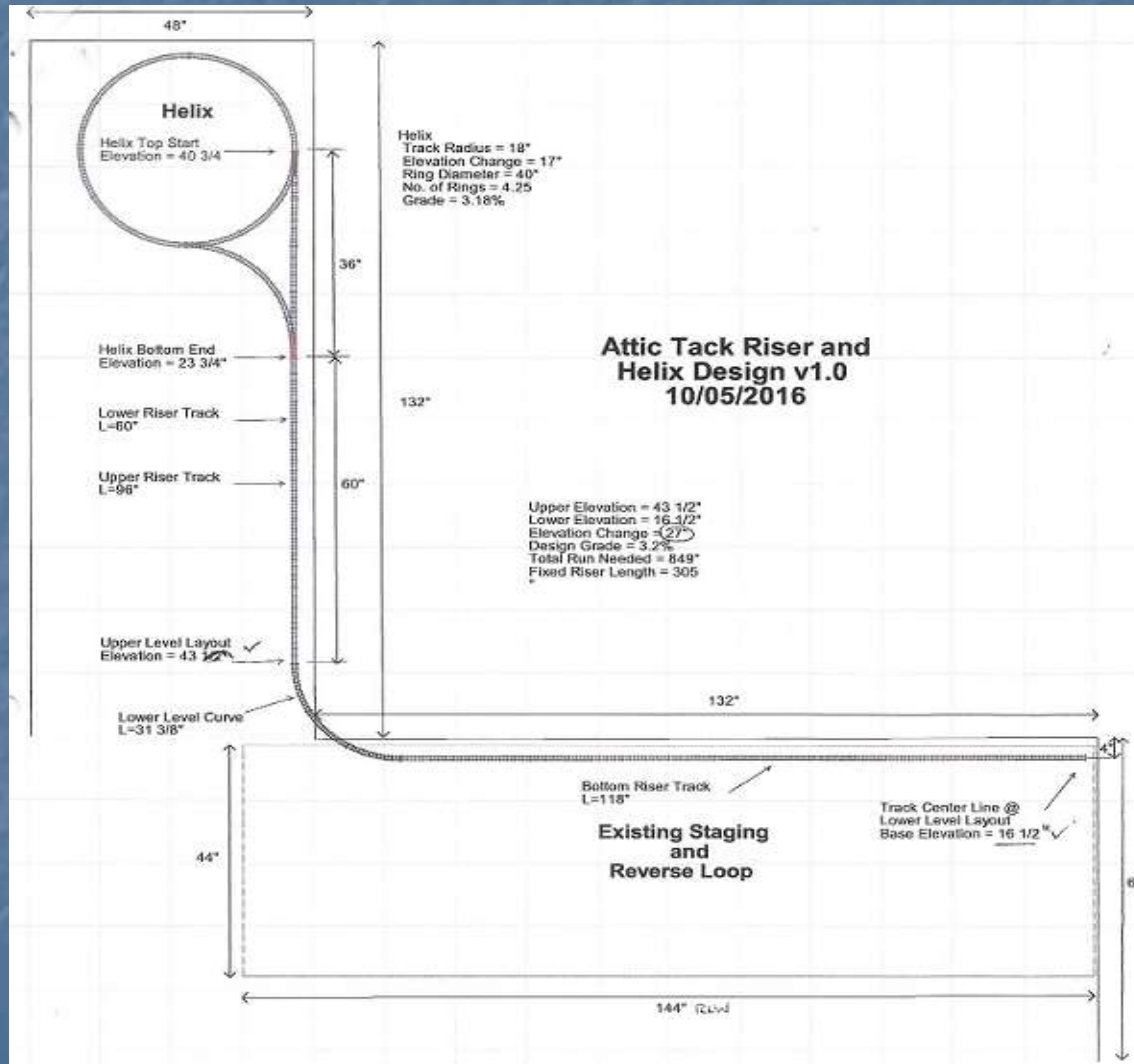 48"
Helix
Helix Top Start
Elevation = 40 3/4
Helix
Track Radius = 18"
Elevation Change = 17"
Ring Diameter = 40"
No. of Rings = 4.25
Grade = 3.18%
36"
Helix Bottom End
Elevation = 23 3/4"
Attic Tack Riser and
Helix Design v1.0
10/05/2016
132"
Lower Riser Track
L=60"
Upper Riser Track
L=96"
60"
Upper Elevation = 43 1/2"
Lower Elevation = 16 1/2"
Elevation Change = 27"
Design Grade = 3.2%
Total Run Needed = 849"
Fixed Riser Length = 305
"
Upper Level Layout
Elevation = 43 1/2"
Lower Level Curve
L=31 3/8"
132"
4"
Bottom Riser Track
L=118"
Track Center Line @
Lower Level Layout
Base Elevation = 16 1/2"
Existing Staging
and
Reverse Loop
44"
6
144"